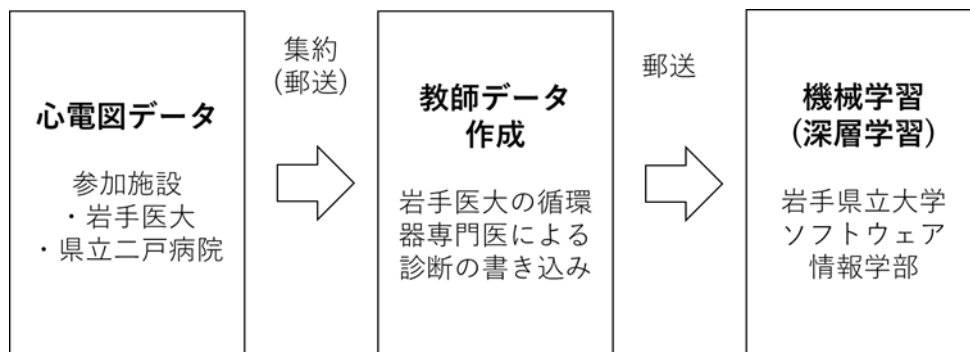 心電図データ
参加施設
・岩手医大
・県立二戸病院
集約
(郵送)
教師データ
作成
岩手医大の循環
器専門医による
診断の書き込み
郵送
機械学習
(深層学習)
岩手県立大学
ソフトウェア
情報学部